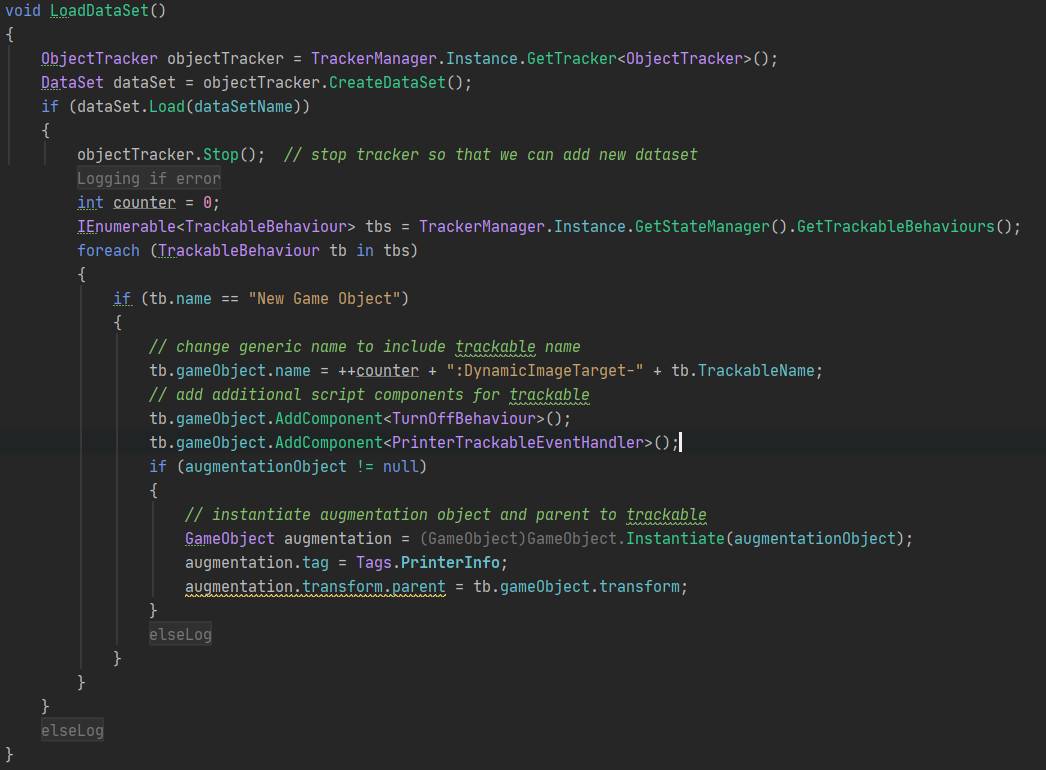 void LoadDataSet()
{
    ObjectTracker objectTracker = TrackerManager.Instance.GetTracker<ObjectTracker>();
    DataSet dataSet = objectTracker.CreateDataSet();
    if (dataSet.Load(dataSetName))
    {
        objectTracker.Stop();  // stop tracker so that we can add new dataset
        Logging if error
        int counter = 0;
        IEnumerable<TrackableBehaviour> tbs = TrackerManager.Instance.GetStateManager().GetTrackableBehaviours();
        foreach (TrackableBehaviour tb in tbs)
        {
            if (tb.name == "New Game Object")
            {
                // change generic name to include trackable name
                tb.gameObject.name = ++counter + ":DynamicImageTarget-" + tb.TrackableName;
                // add additional script components for trackable
                tb.gameObject.AddComponent<TurnOffBehaviour>();
                tb.gameObject.AddComponent<PrinterTrackableEventHandler>();
                if (augmentationObject != null)
                {
                    // instantiate augmentation object and parent to trackable
                    GameObject augmentation = (GameObject)GameObject.Instantiate(augmentationObject);
                    augmentation.tag = Tags.PrinterInfo;
                    augmentation.transform.parent = tb.gameObject.transform;
                }
                elseLog
            }
        }
    }
    elseLog
}